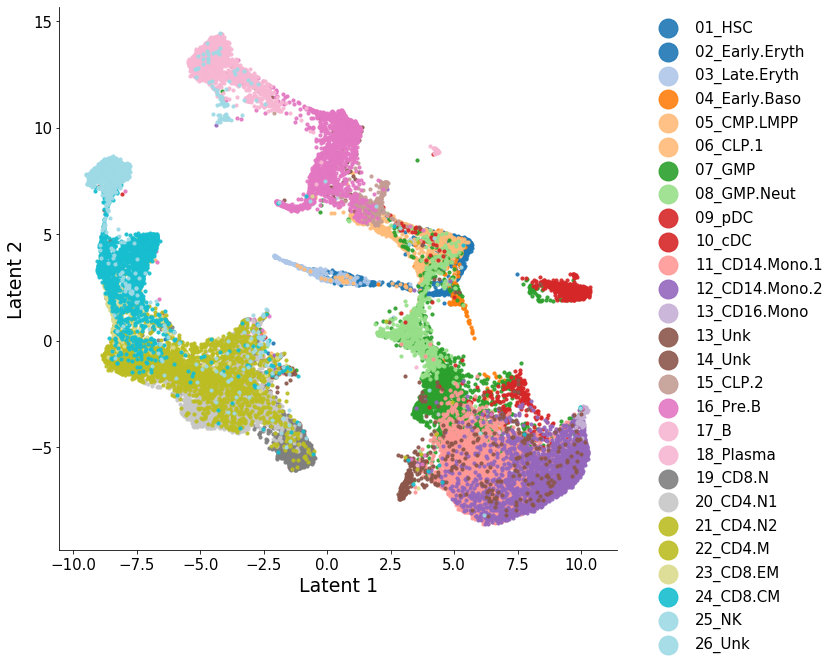 15
10
5
0
−5
−10.0 −7.5 −5.0 −2.5 0.0 2.5 5.0 7.5 10.0
Latent 1
Latent 2
01_HSC
02_Early.Eryth
03_Late.Eryth
04_Early.Baso
05_CMP.LMPP
06_CLP.1
07_GMP
08_GMP.Neut
09_pDC
10_cDC
11_CD14.Mono.1
12_CD14.Mono.2
13_CD16.Mono
13_Unk
14_Unk
15_CLP.2
16_Pre.B
17_B
18_Plasma
19_CD8.N
20_CD4.N1
21_CD4.N2
22_CD4.M
23_CD8.EM
24_CD8.CM
25_NK
26_Unk